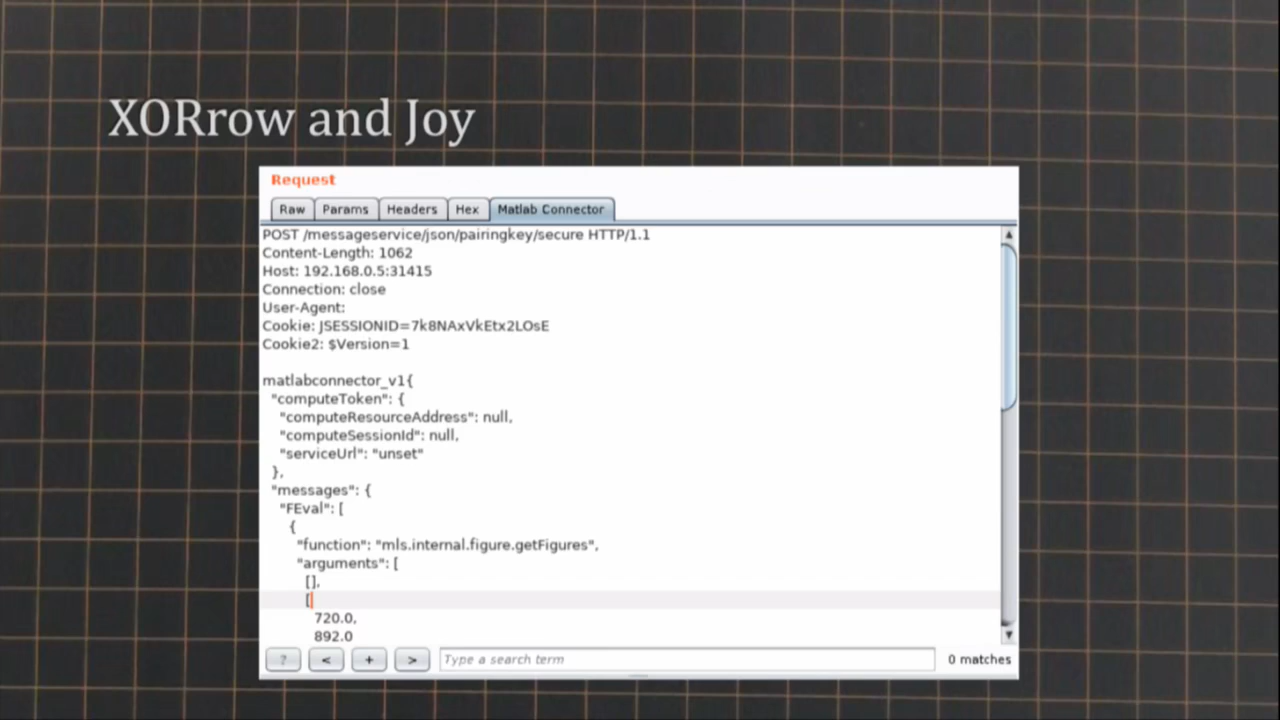 XORrow and Joy
Request
Raw Params Headers Hex Matlab Connector
POST /messageservice/json/pairingkey/secure HTTP/1.1
Content-Length: 1062
Host: 192.168.0.5:31415
Connection: close
User-Agent:
Cookie: JSESSIONID=7k8NAxVkEtx2LOsE
Cookie2: $Version=1
matlabconnector_v1{
"computeToken": {
"computeResourceAddress": null,
"computeSessionId": null,
"serviceUrl": "unset"
},
"messages": {
"FEval": [
{
"function": "mls.internal.figure.getFigures",
"arguments": [
[],
[
720.0,
892.0
? < + > Type a search term 0 matches